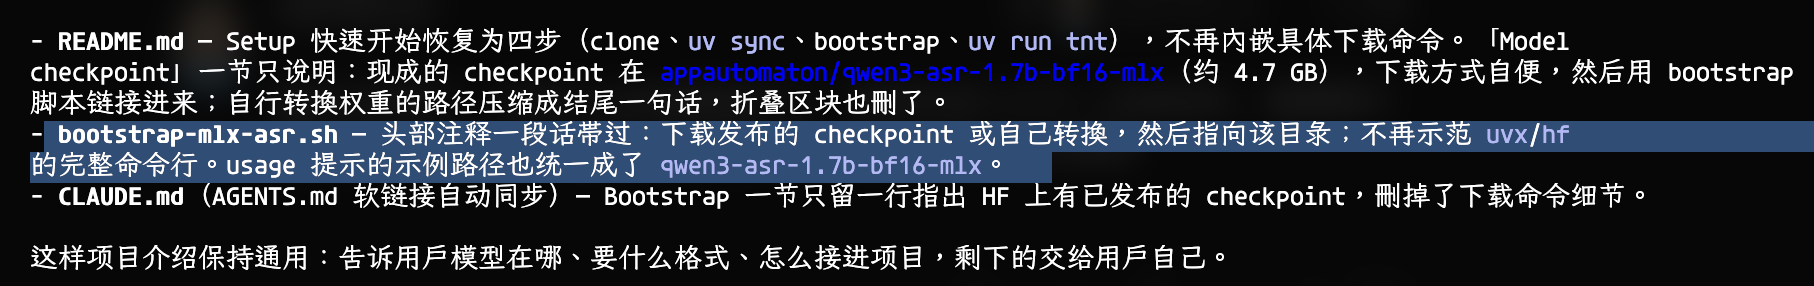 - README.md — Setup 快速开始恢复为四步（clone、uv sync、bootstrap、uv run tnt），不再内嵌具体下载命令。「Model
checkpoint」一节只说明：现成的 checkpoint 在 appautomaton/qwen3-asr-1.7b-bf16-mlx（约 4.7 GB），下载方式自便，然后用 bootstrap
脚本链接进来；自行转换权重的路径压缩成结尾一句话，折叠区块也删了。
- bootstrap-mlx-asr.sh — 头部注释一段话带过：下载发布的 checkpoint 或自己转换，然后指向该目录；不再示范 uvx/hf
的完整命令行。usage 提示的示例路径也统一成了 qwen3-asr-1.7b-bf16-mlx。
- CLAUDE.md（AGENTS.md 软链接自动同步）— Bootstrap 一节只留一行指出 HF 上有已发布的 checkpoint，删掉了下载命令细节。
这样项目介绍保持通用：告诉用户模型在哪、要什么格式、怎么接进项目，剩下的交给用户自己。